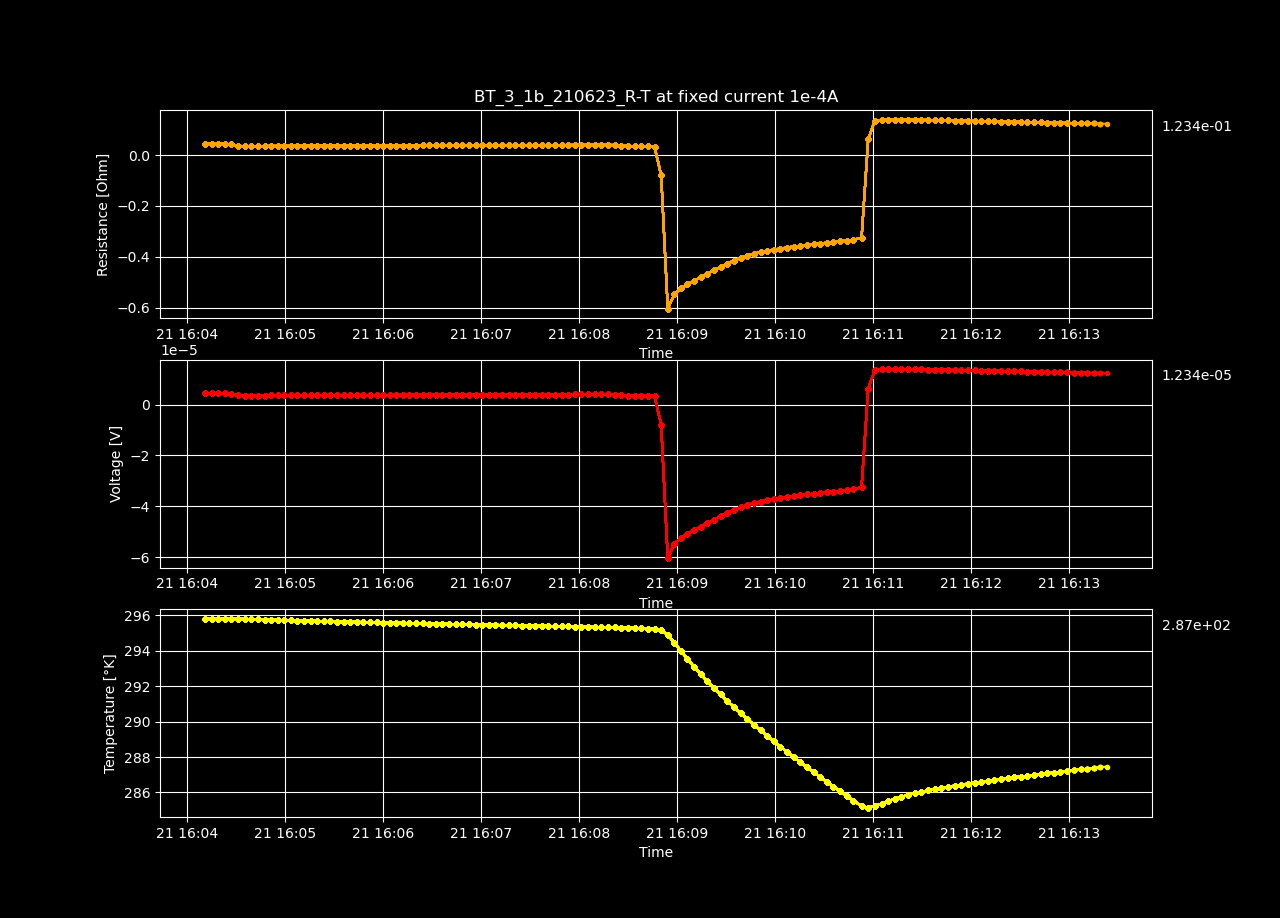 BT_3_1b_210623_R-T at fixed current 1e-4A
1.234e-01
Resistance [Ohm]
0.0
−0.2
−0.4
−0.6
21 16:04 21 16:05 21 16:06 21 16:07 21 16:08 21 16:09 21 16:10 21 16:11 21 16:12 21 16:13
Time
1e−5
1.234e-05
Voltage [V]
0
−2
−4
−6
21 16:04 21 16:05 21 16:06 21 16:07 21 16:08 21 16:09 21 16:10 21 16:11 21 16:12 21 16:13
Time
2.87e+02
Temperature [°K]
296
294
292
290
288
286
21 16:04 21 16:05 21 16:06 21 16:07 21 16:08 21 16:09 21 16:10 21 16:11 21 16:12 21 16:13
Time